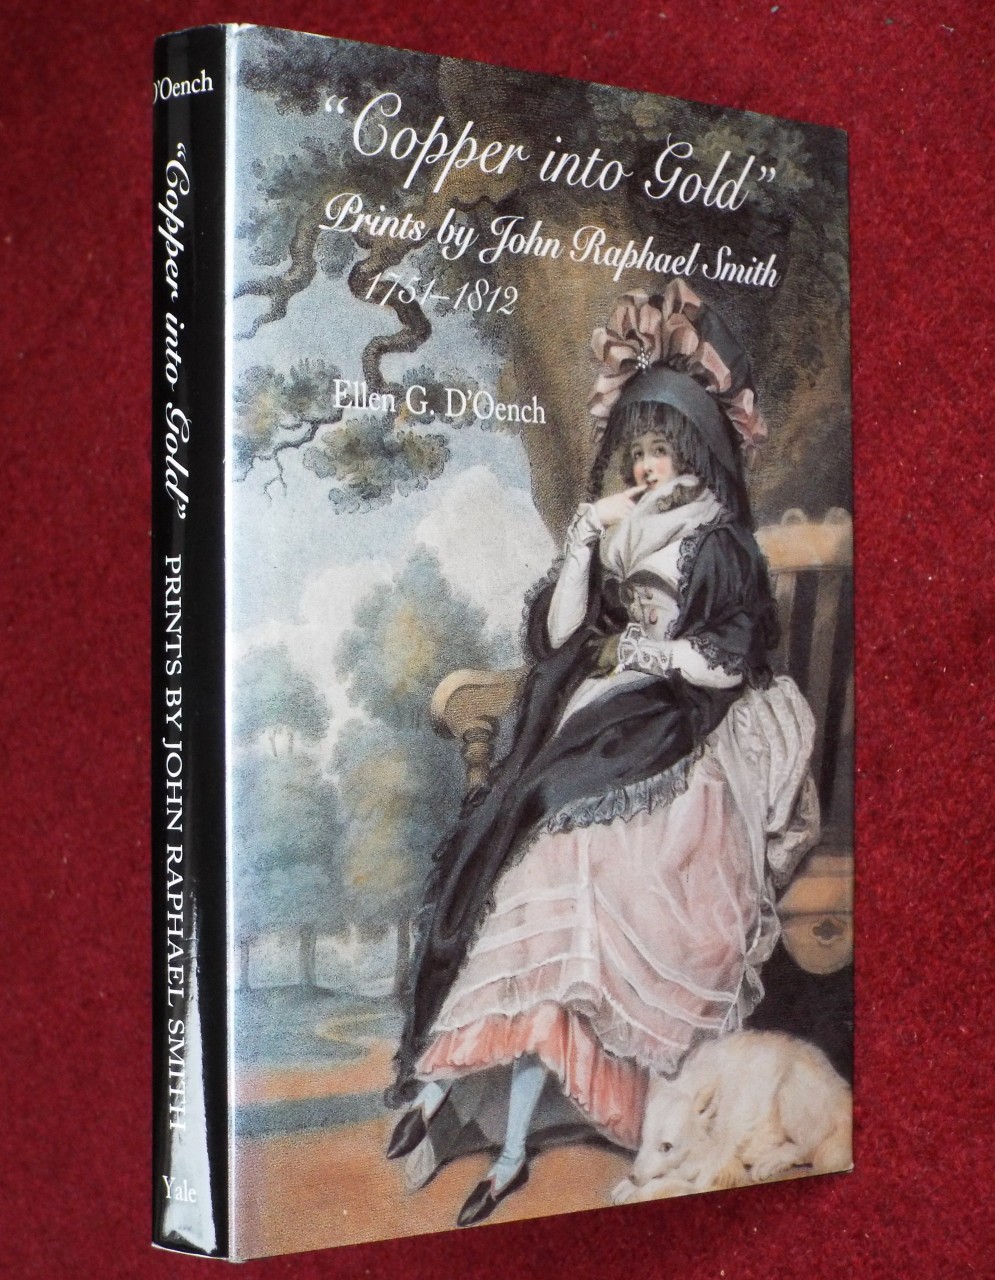 "Copper into Gold"
Prints by John Raphael Smith
1751–1812
Ellen G. D'Oench
D'Oench
"Copper into Gold" PRINTS BY JOHN RAPHAEL SMITH
Yale